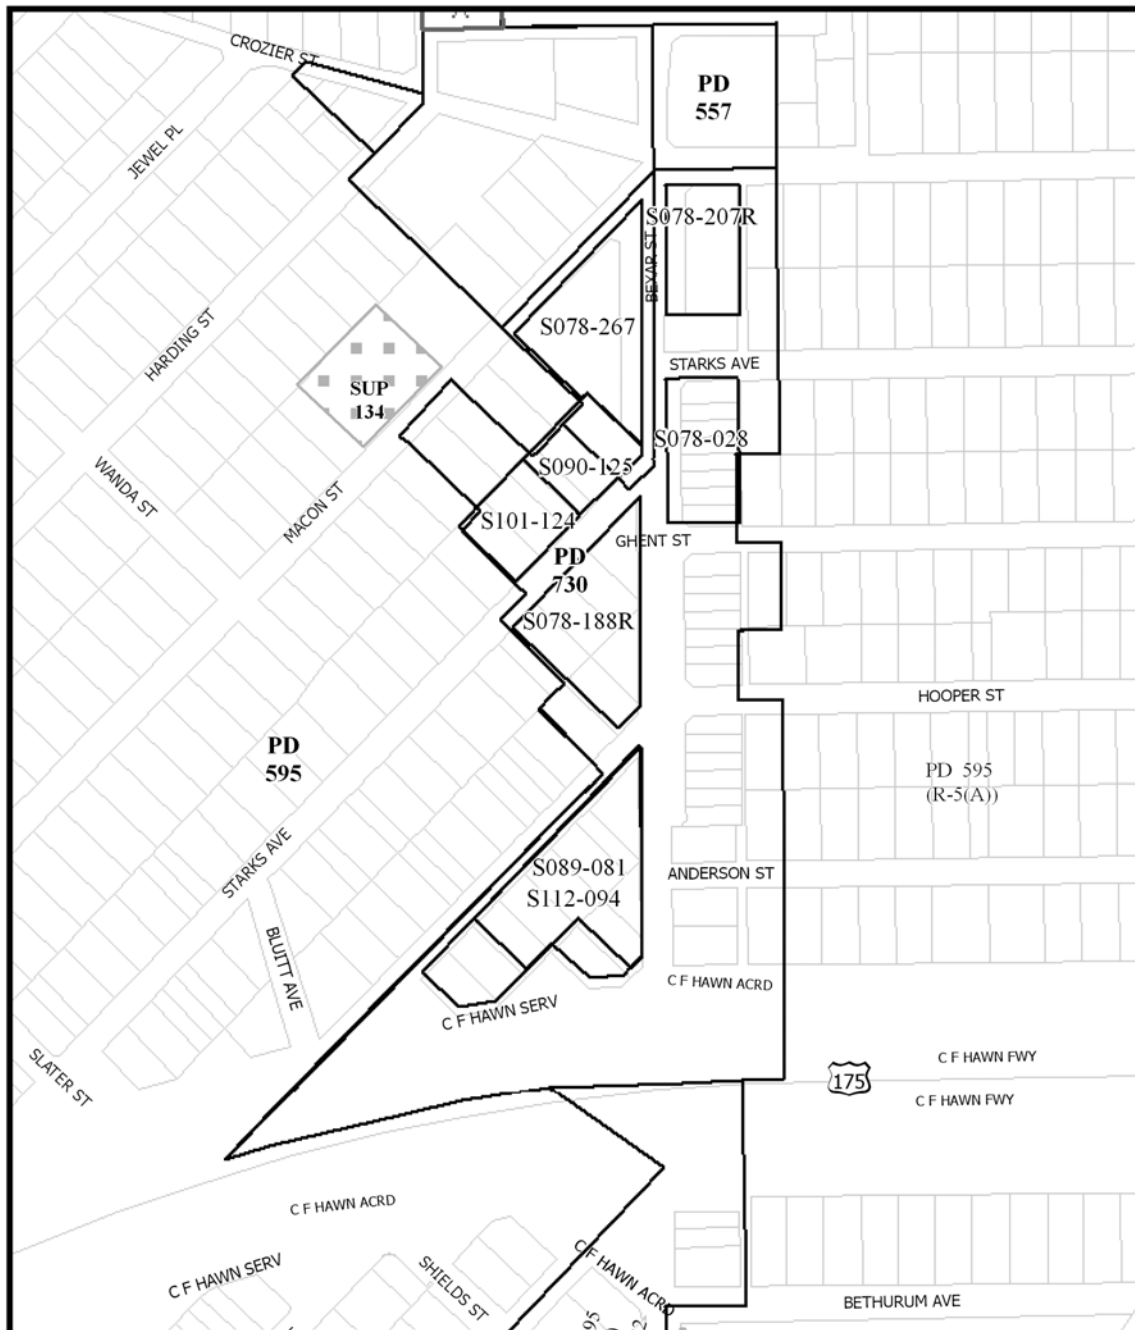 CROZIER ST
PD
557
JEWEL PL
S078-207R
BEXAR ST
S078-267
HARDING ST
STARKS AVE
SUP
134
S078-028
S090-125
WANDA ST
MACON ST
S101-124
GHENT ST
PD
730
S078-188R
HOOPER ST
PD
595
PD 595
(R-5(A))
STARKS AVE
S089-081
ANDERSON ST
S112-094
BLUITT AVE
C F HAWN ACRD
C F HAWN SERV
SLATER ST
C F HAWN FWY
175
C F HAWN FWY
C F HAWN ACRD
C F HAWN SERV
C F HAWN ACRD
SHIELDS ST
BETHURUM AVE